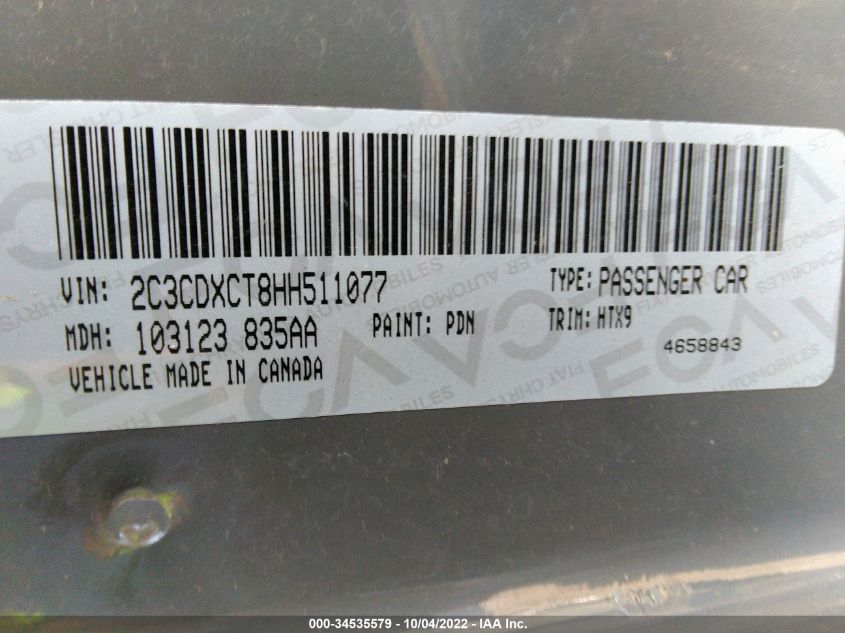 VIN: 2C3CDXCT8HH511077 TYPE: PASSENGER CAR
MDH: 103123 835AA PAINT: PDN TRIM: HTX9
4658843
VEHICLE MADE IN CANADA
000-34535579 - 10/04/2022 - IAA Inc.